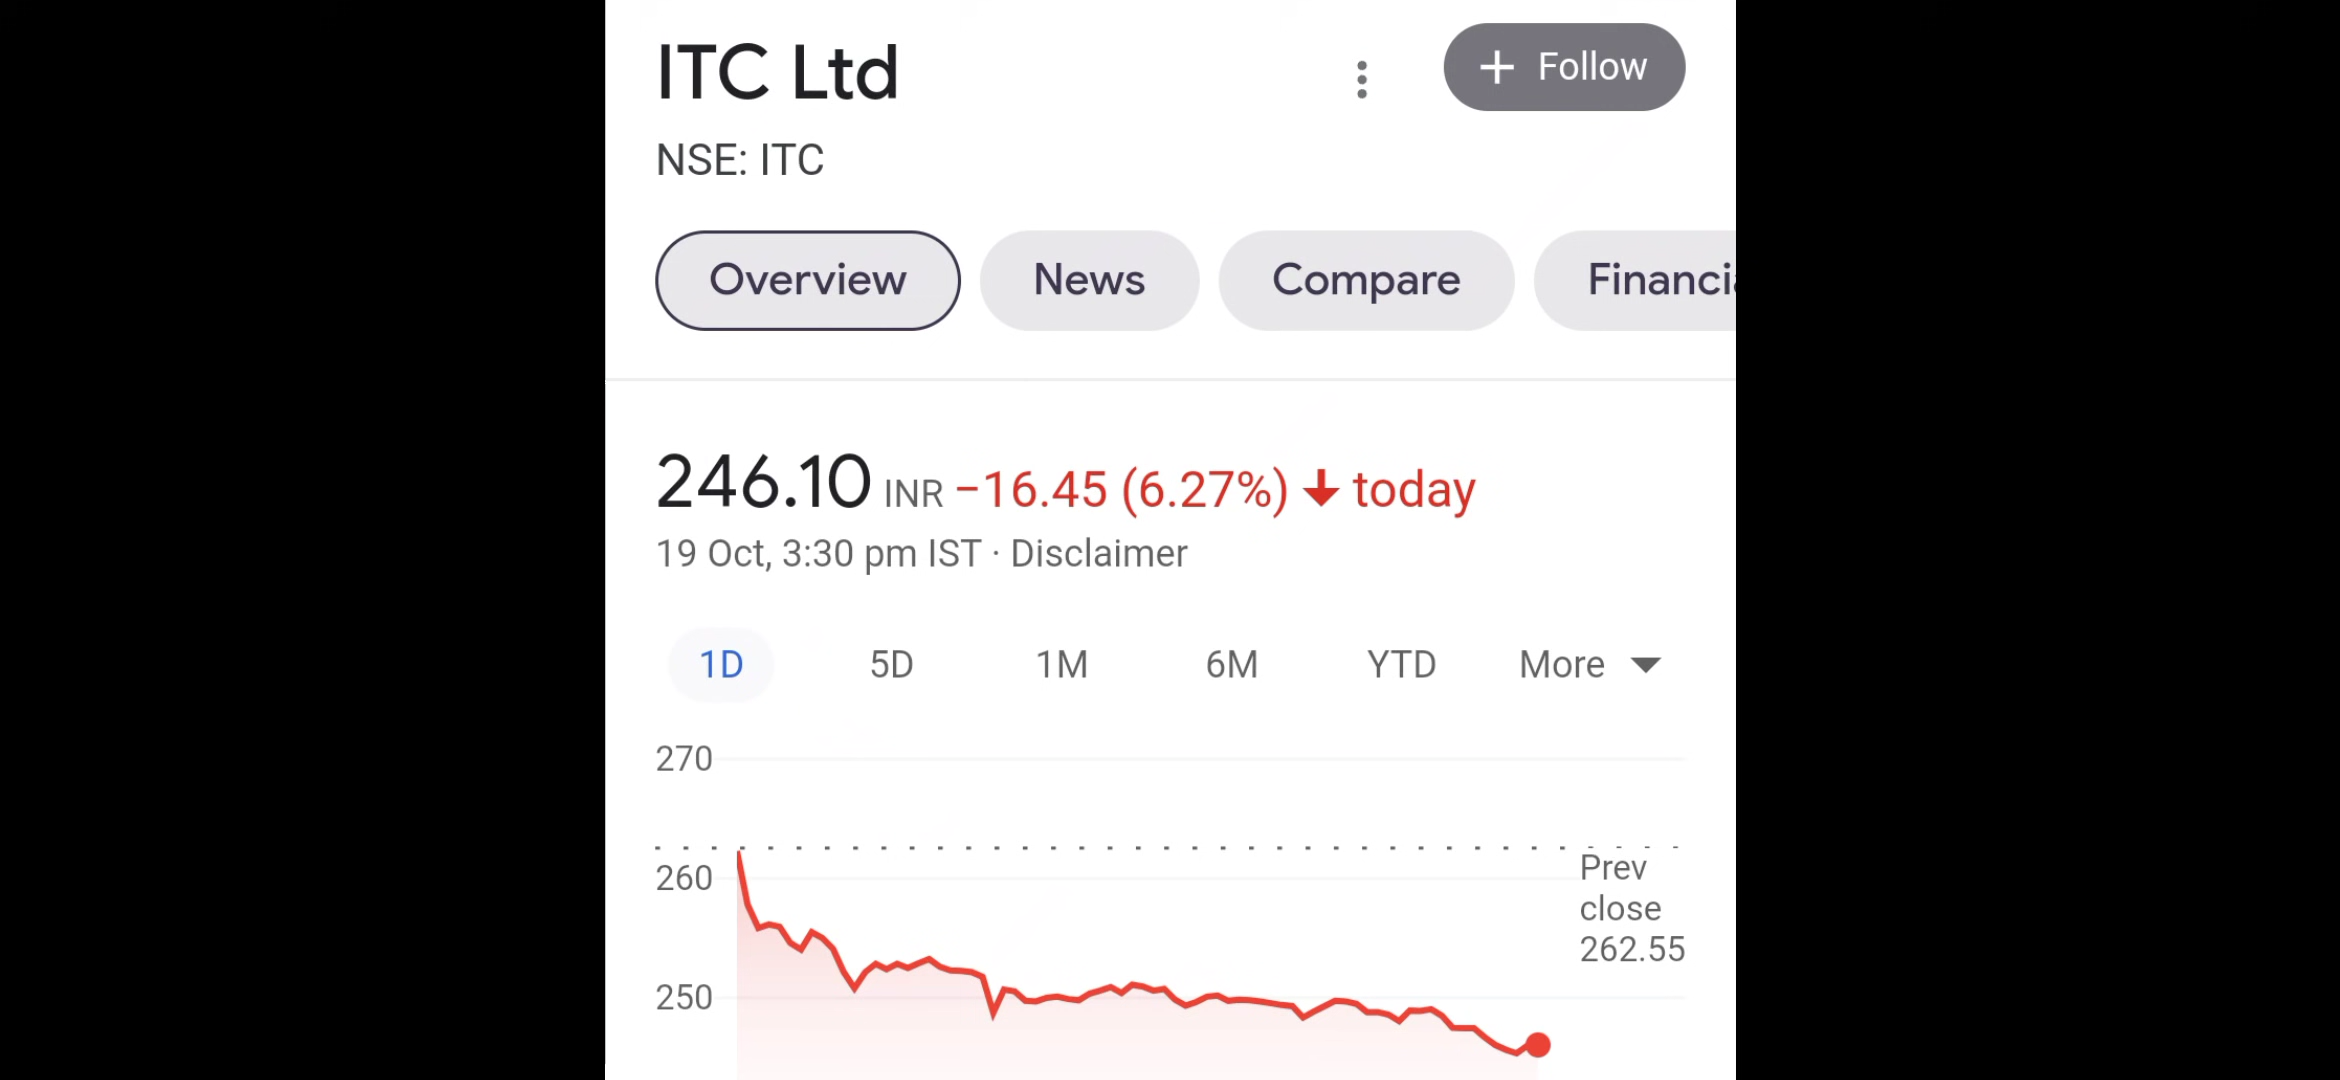 ITC Ltd
+ Follow
NSE: ITC
Overview News Compare Financi
246.10 INR −16.45 (6.27%) ↓ today
19 Oct, 3:30 pm IST · Disclaimer
1D 5D 1M 6M YTD More
270
260
250
Prev
close
262.55